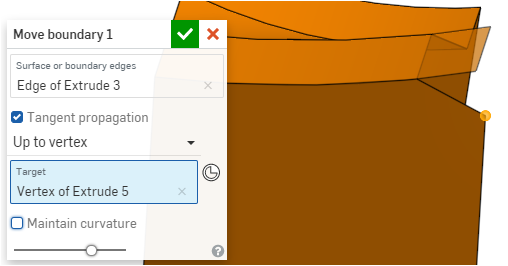 Move boundary 1
Surface or boundary edges
Edge of Extrude 3
Tangent propagation
Up to vertex
Target
Vertex of Extrude 5
Maintain curvature
?